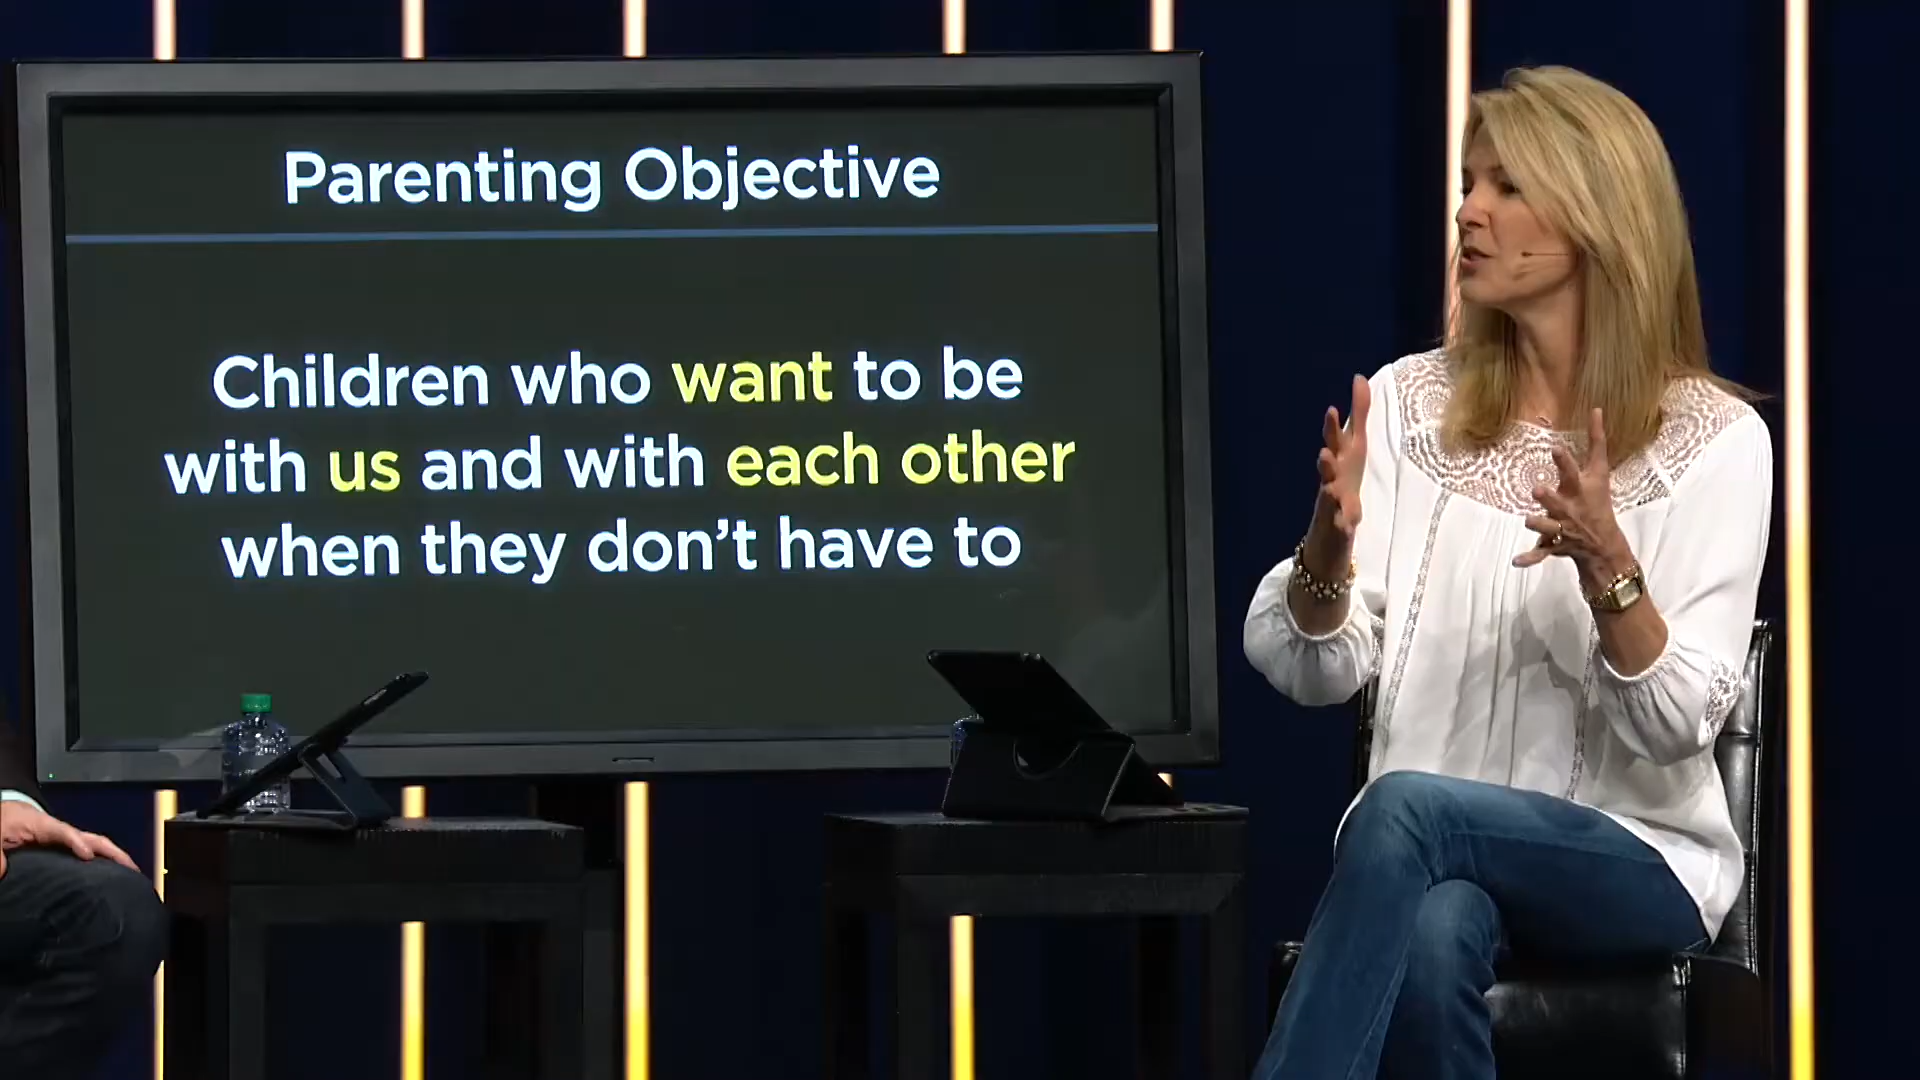 Parenting Objective
Children who want to be
with us and with each other
when they don’t have to